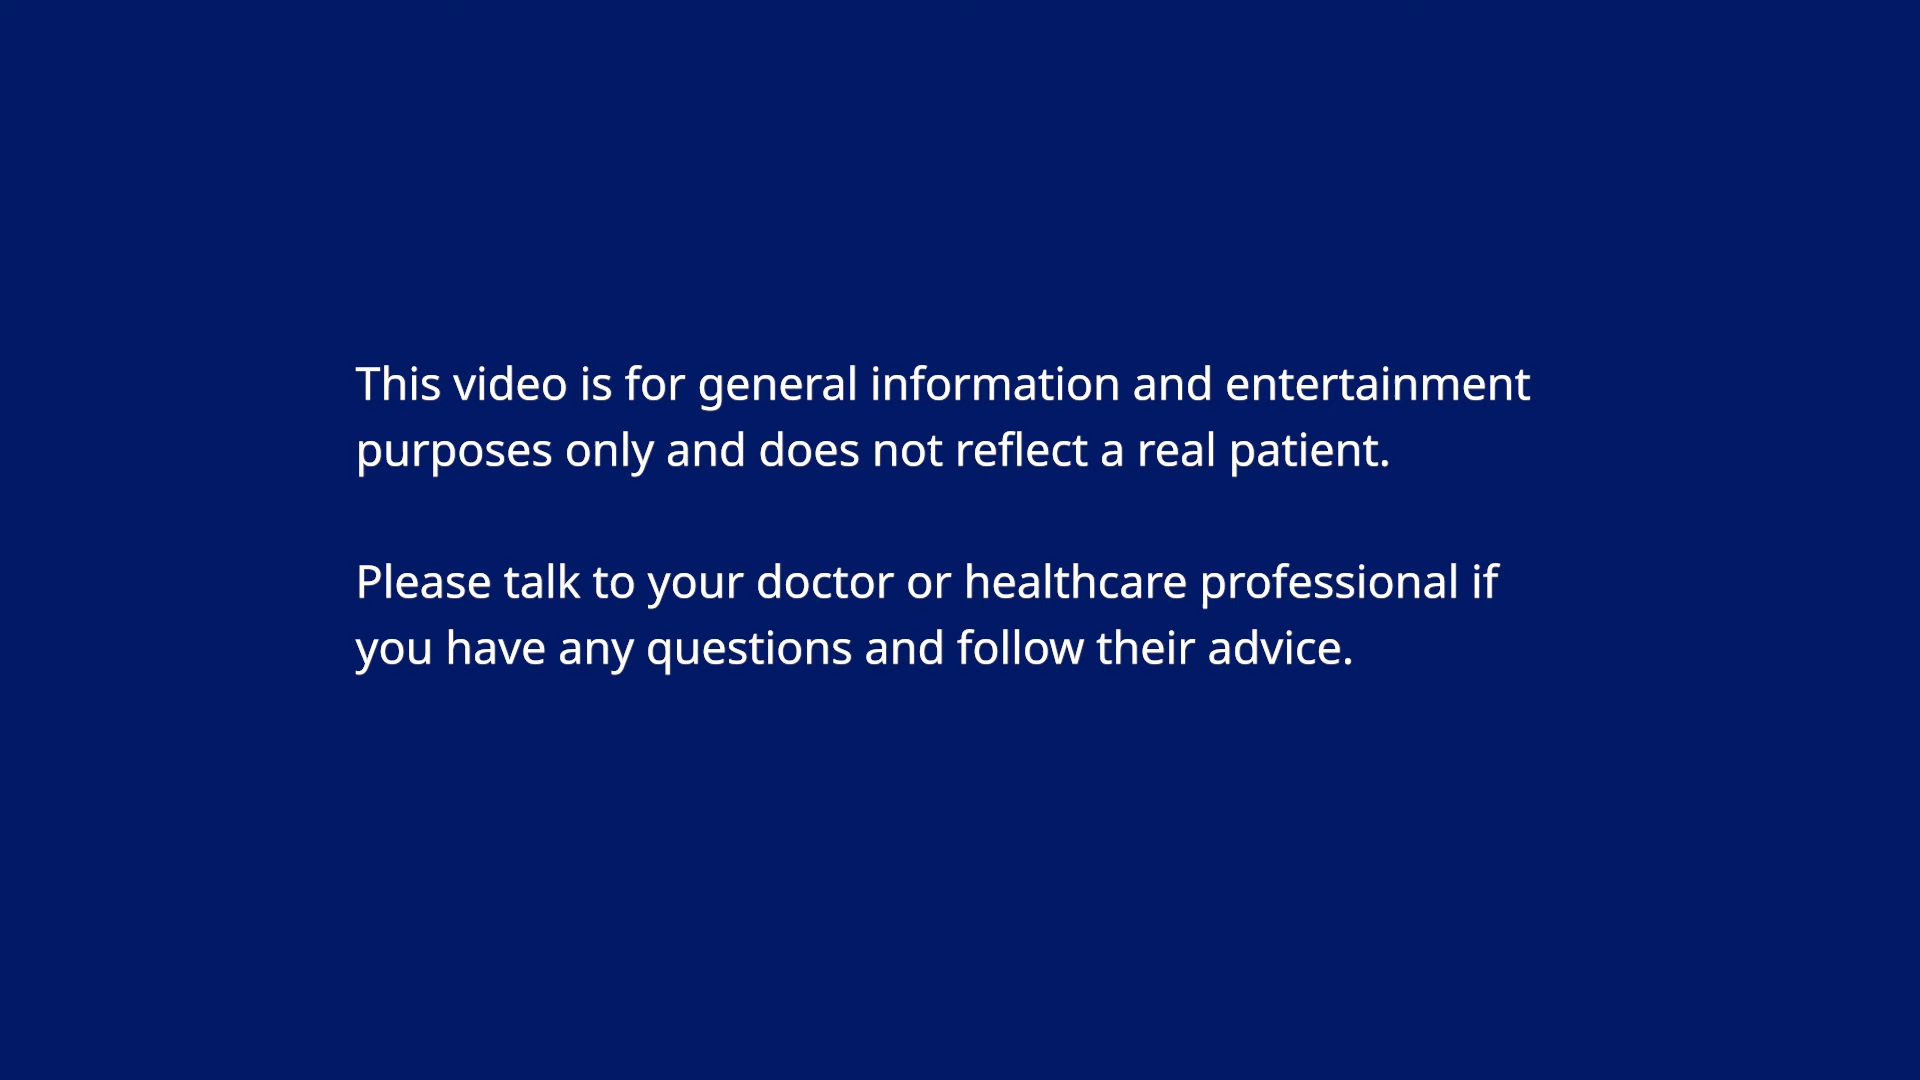 This video is for general information and entertainment
purposes only and does not reflect a real patient.
Please talk to your doctor or healthcare professional if
you have any questions and follow their advice.